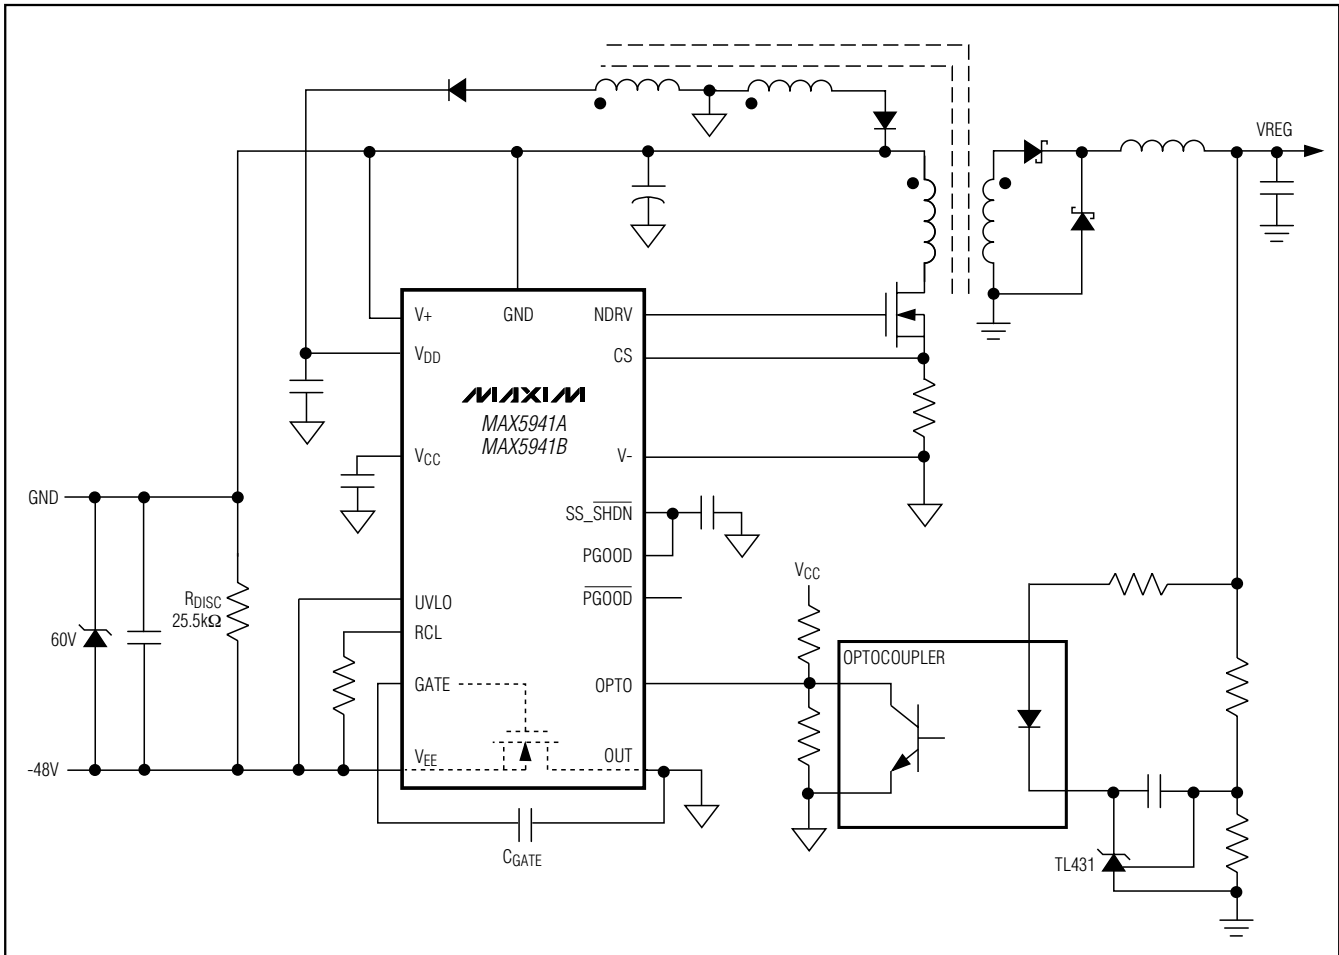 VREG
V+
GND
NDRV
VDD
CS
MAXIM
MAX5941A
MAX5941B
VCC
V-
GND
SS_SHDN
PGOOD
VCC
RDISC
25.5kΩ
UVLO
PGOOD
60V
RCL
OPTOCOUPLER
GATE
OPTO
-48V
VEE
OUT
CGATE
TL431